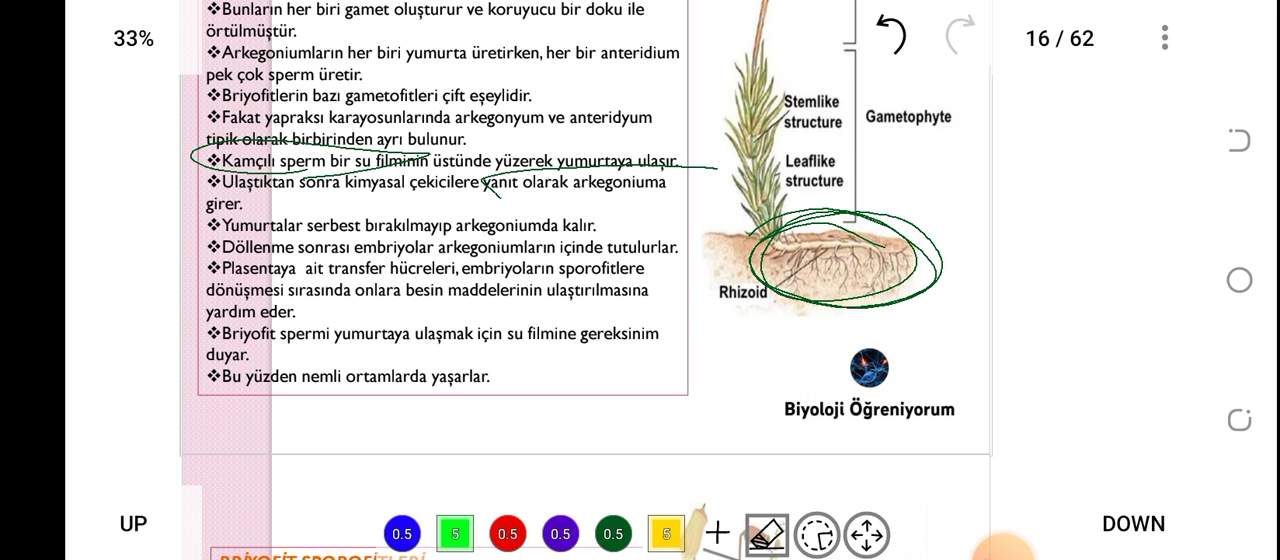 ❖Bunların her biri gamet oluşturur ve koruyucu bir doku ile
örtülmüştür.
❖Arkegoniumların her biri yumurta üretirken, her bir anteridium
pek çok sperm üretir.
❖Briyofitlerin bazı gametofitleri çift eşeylidir.
❖Fakat yapraksı karayosunlarında arkegonyum ve anteridyum
tipik olarak birbirinden ayrı bulunur.
❖Kamçılı sperm bir su filminin üstünde yüzerek yumurtaya ulaşır.
❖Ulaştıktan sonra kimyasal çekicilere yanıt olarak arkegoniuma
girer.
❖Yumurtalar serbest bırakılmayıp arkegoniumda kalır.
❖Döllenme sonrası embriyolar arkegoniumların içinde tutulurlar.
❖Plasentaya ait transfer hücreleri, embriyoların sporofitlere
dönüşmesi sırasında onlara besin maddelerinin ulaştırılmasına
yardım eder.
❖Briyofit spermi yumurtaya ulaşmak için su filmine gereksinim
duyar.
❖Bu yüzden nemli ortamlarda yaşarlar.
Stemlike
structure
Gametophyte
Leaflike
structure
Rhizoid
Biyoloji Öğreniyorum
33%
16 / 62
UP
DOWN
0.5
5
0.5
0.5
0.5
5
BRİYOFİT SPOROFİTLERİ